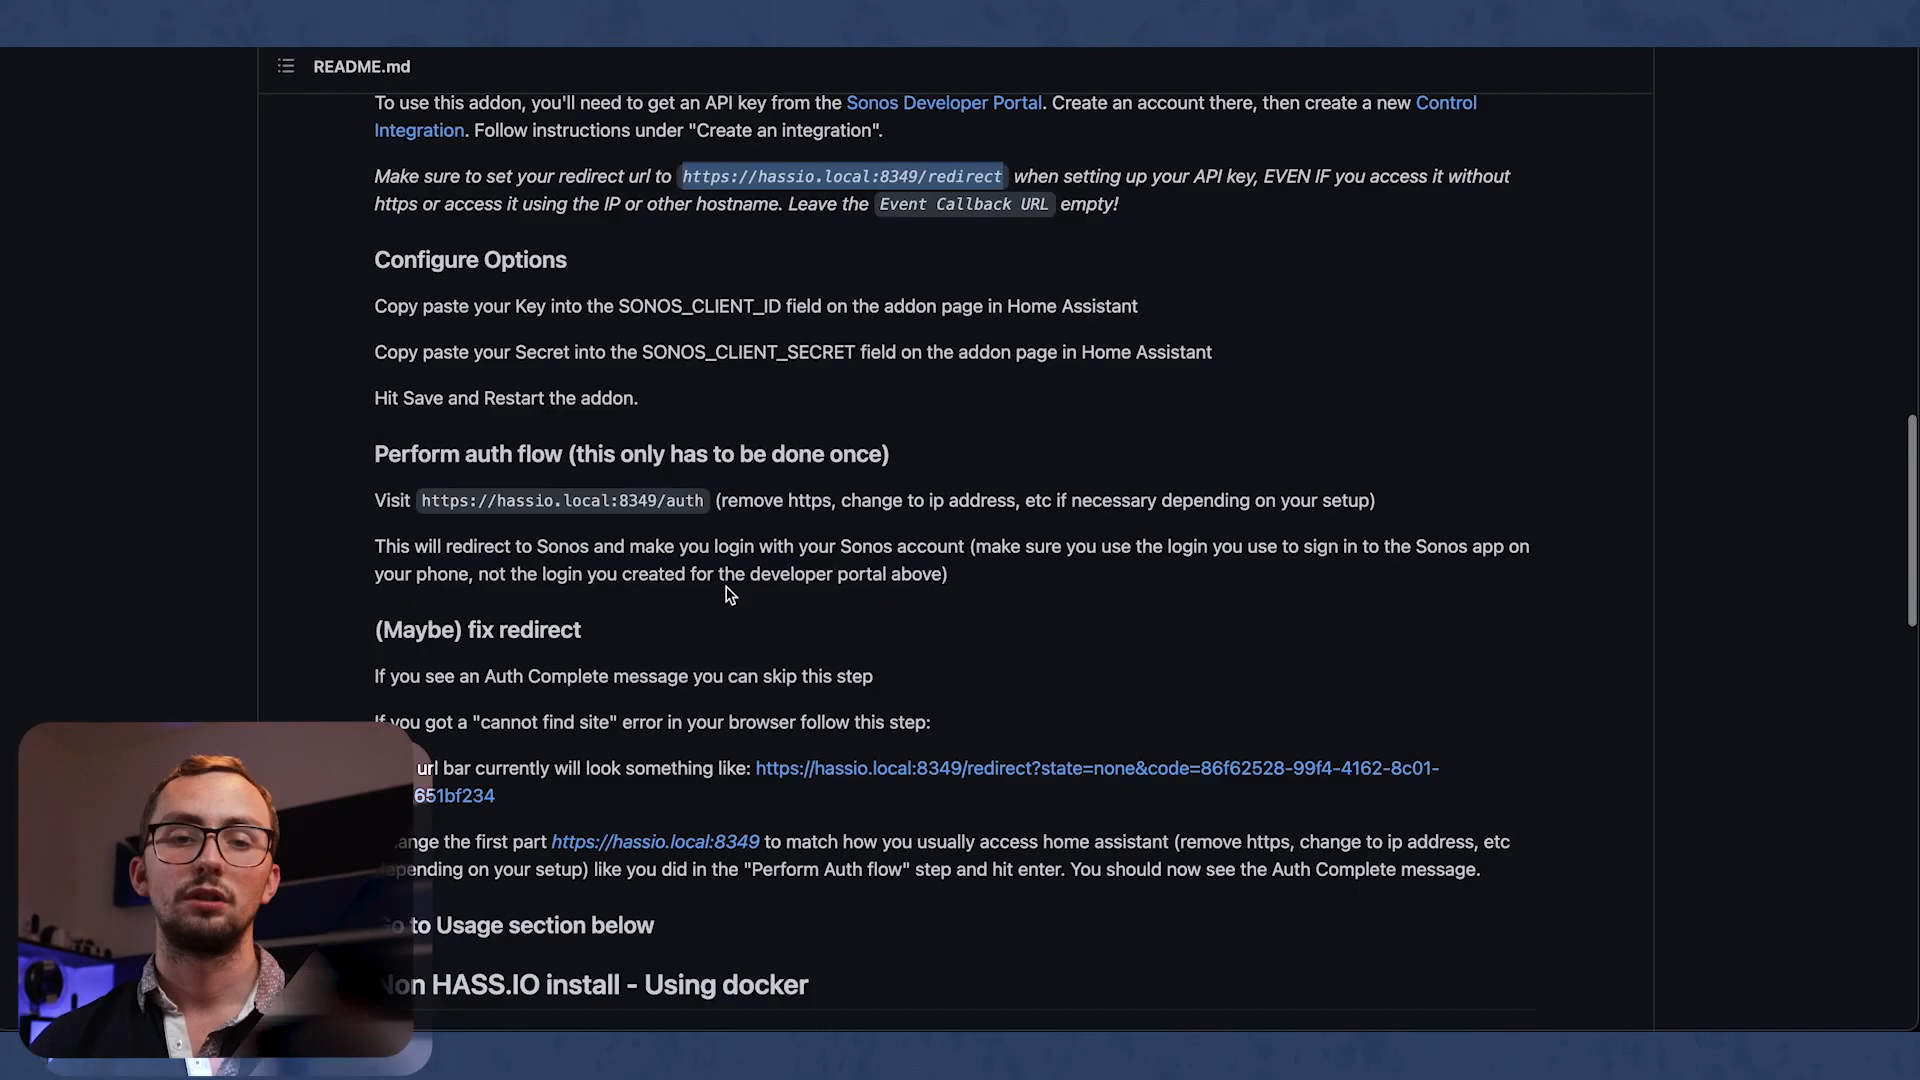 README.md
To use this addon, you'll need to get an API key from the Sonos Developer Portal. Create an account there, then create a new Control
Integration. Follow instructions under "Create an integration".
Make sure to set your redirect url to https://hassio.local:8349/redirect when setting up your API key, EVEN IF you access it without
https or access it using the IP or other hostname. Leave the Event Callback URL empty!
Configure Options
Copy paste your Key into the SONOS_CLIENT_ID field on the addon page in Home Assistant
Copy paste your Secret into the SONOS_CLIENT_SECRET field on the addon page in Home Assistant
Hit Save and Restart the addon.
Perform auth flow (this only has to be done once)
Visit https://hassio.local:8349/auth (remove https, change to ip address, etc if necessary depending on your setup)
This will redirect to Sonos and make you login with your Sonos account (make sure you use the login you use to sign in to the Sonos app on
your phone, not the login you created for the developer portal above)
(Maybe) fix redirect
If you see an Auth Complete message you can skip this step
If you got a "cannot find site" error in your browser follow this step:
url bar currently will look something like: https://hassio.local:8349/redirect?state=none&code=86f62528-99f4-4162-8c01-
651bf234
ange the first part https://hassio.local:8349 to match how you usually access home assistant (remove https, change to ip address, etc
epending on your setup) like you did in the "Perform Auth flow" step and hit enter. You should now see the Auth Complete message.
to Usage section below
Non HASS.IO install - Using docker